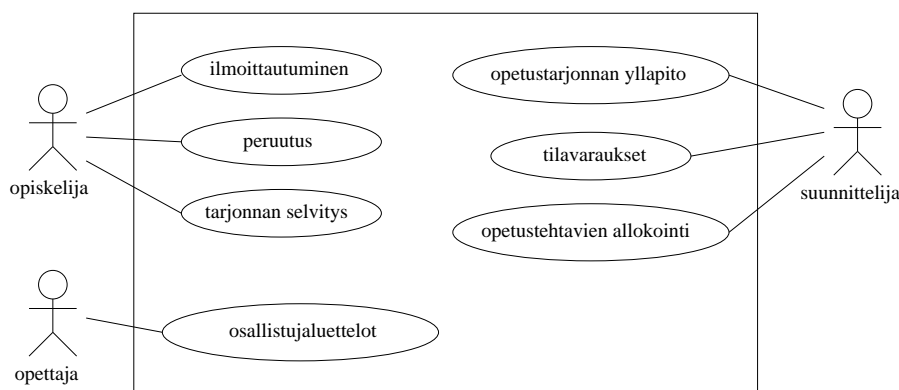 ilmoittautuminen
opetustarjonnan yllapito
peruutus
tilavaraukset
opiskelija
suunnittelija
tarjonnan selvitys
opetustehtavien allokointi
osallistujaluettelot
opettaja